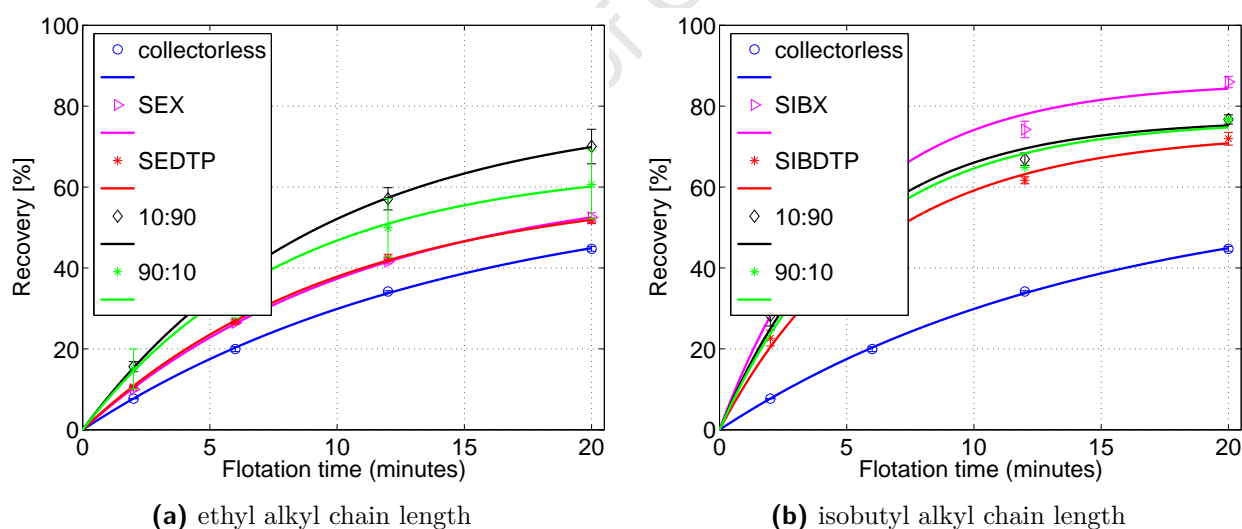 of C
100
80
60
40
20
0
Recovery [%]
collectorless
SEX
SEDTP
10:90
90:10
0 5 10 15 20
Flotation time (minutes)
(a) ethyl alkyl chain length
100
80
60
40
20
0
Recovery [%]
collectorless
SIBX
SIBDTP
10:90
90:10
0 5 10 15 20
Flotation time (minutes)
(b) isobutyl alkyl chain length